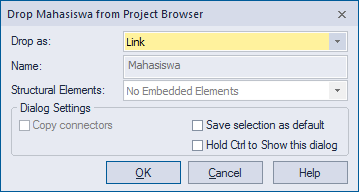 Drop Mahasiswa from Project Browser
Drop as: Link
Name: Mahasiswa
Structural Elements: No Embedded Elements
Dialog Settings
Copy connectors
Save selection as default
Hold Ctrl to Show this dialog
OK Cancel Help